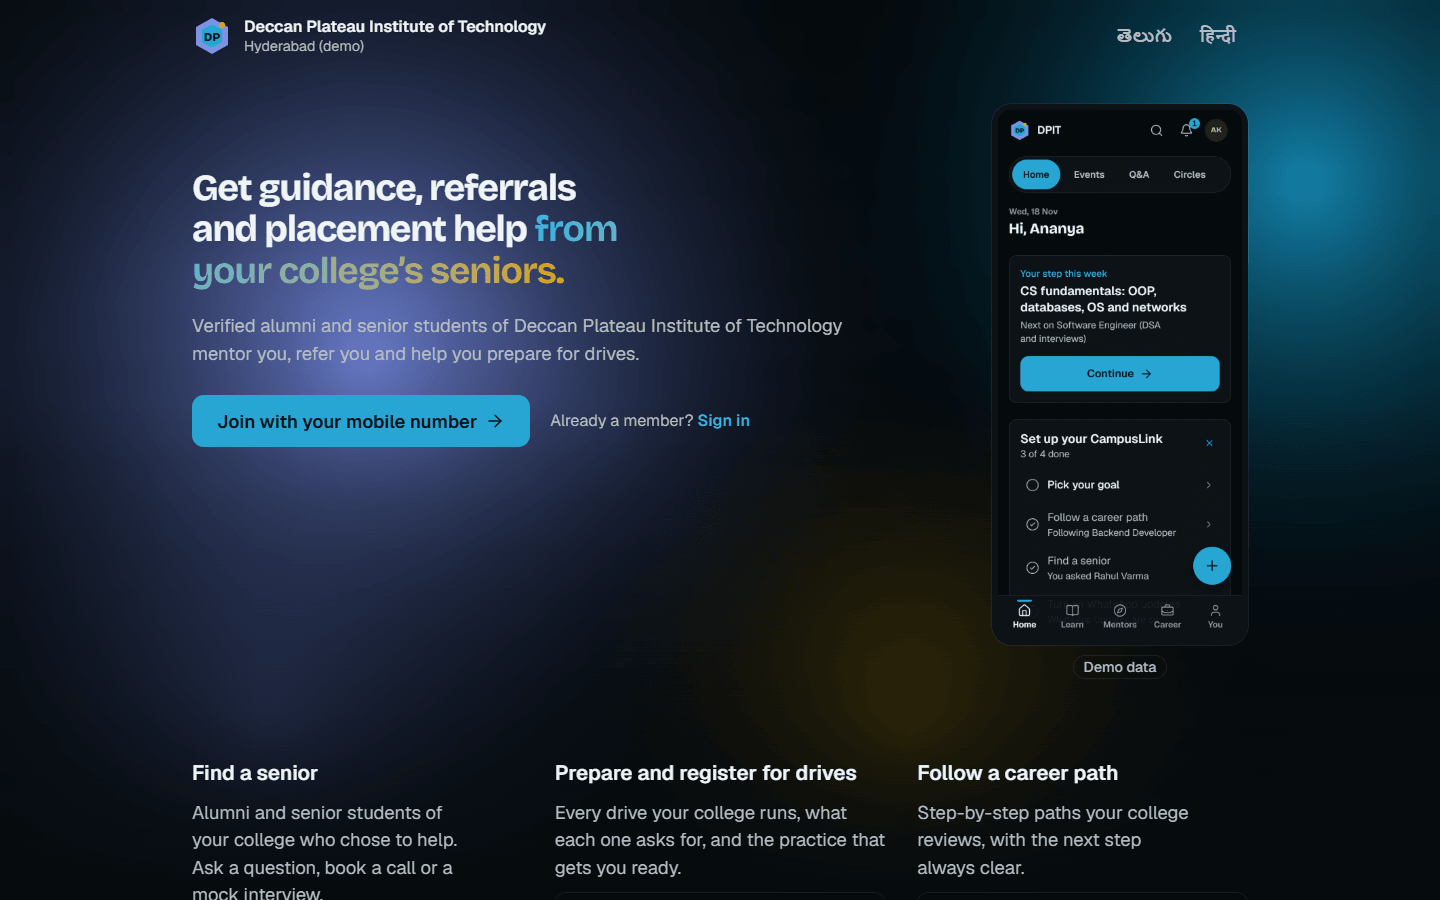 DP
Deccan Plateau Institute of Technology
Hyderabad (demo)
తెలుగు
हिन्दी
Get guidance, referrals
and placement help from
your college’s seniors.
Verified alumni and senior students of Deccan Plateau Institute of Technology
mentor you, refer you and help you prepare for drives.
Join with your mobile number →
Already a member? Sign in
DP
DPIT
1
AK
Home
Events
Q&A
Circles
Wed, 18 Nov
Hi, Ananya
Your step this week
CS fundamentals: OOP,
databases, OS and networks
Next on Software Engineer (DSA
and interviews)
Continue →
Set up your CampusLink
3 of 4 done
Pick your goal
Follow a career path
Following Backend Developer
Find a senior
You asked Rahul Varma
Home
Learn
Mentors
Career
You
Demo data
Find a senior
Alumni and senior students of
your college who chose to help.
Ask a question, book a call or a
mock interview.
Prepare and register for drives
Every drive your college runs, what
each one asks for, and the practice that
gets you ready.
Follow a career path
Step-by-step paths your college
reviews, with the next step
always clear.